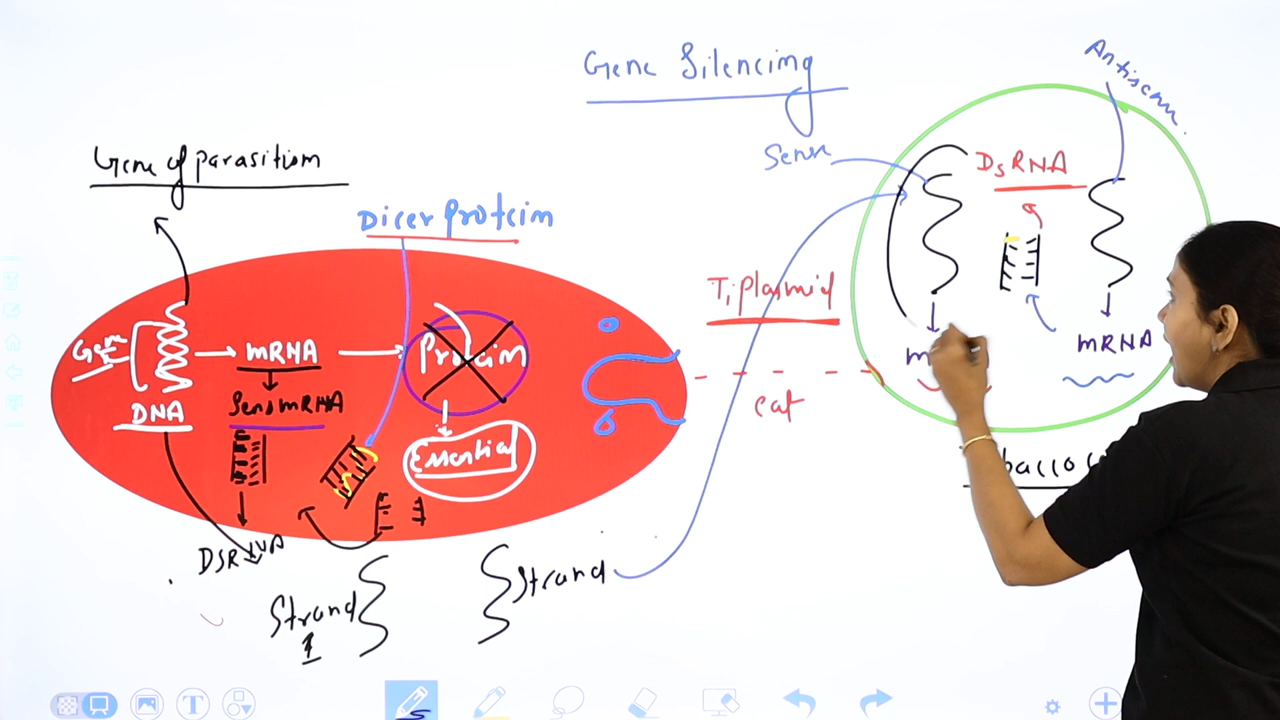 Gene Silencing
Antisense
Sense
DsRNA
Gene of parasitism
Dicer Protein
Ti plasmid
Gene
mRNA
Protein
mRNA
DNA
Sense mRNA
cat
Essential
DSRNA
Strand
Strand
1
T